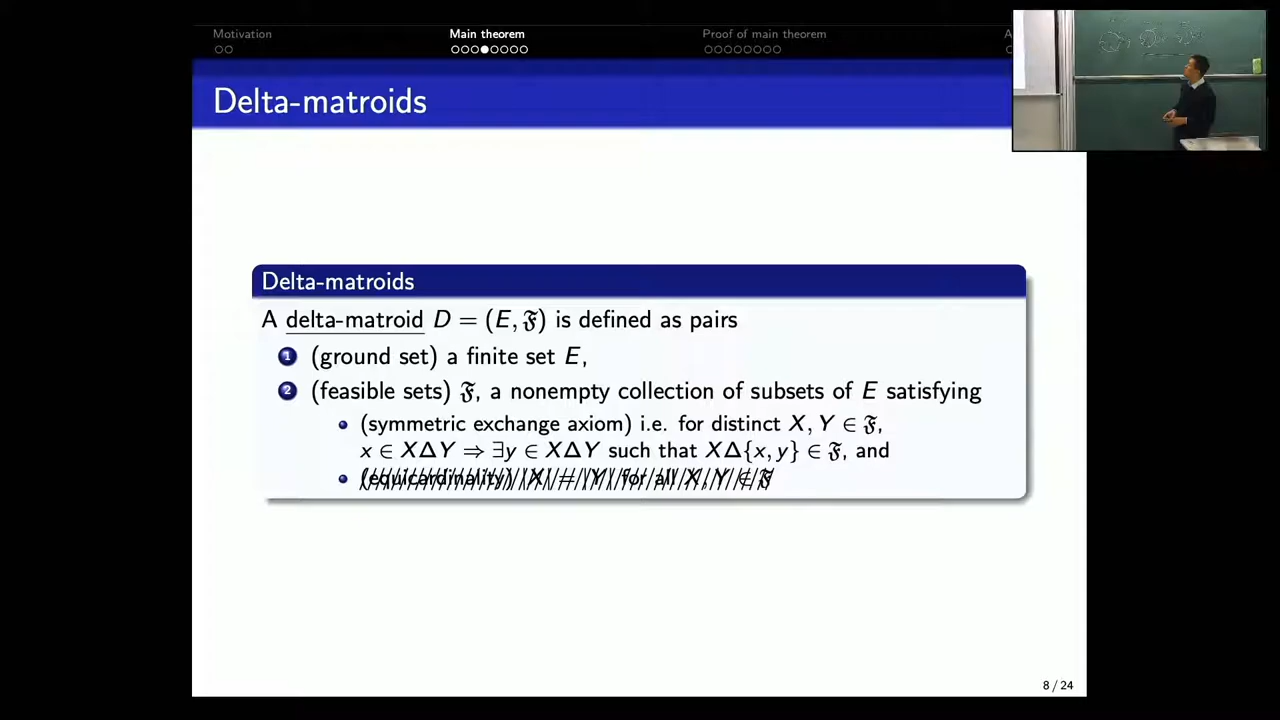 Motivation
Main theorem
Proof of main theorem
A
Delta-matroids
Delta-matroids
A delta-matroid D = (E, 𝔉) is defined as pairs
1 (ground set) a finite set E,
2 (feasible sets) 𝔉, a nonempty collection of subsets of E satisfying
(symmetric exchange axiom) i.e. for distinct X, Y ∈ 𝔉,
x ∈ XΔY ⇒ ∃y ∈ XΔY such that XΔ{x, y} ∈ 𝔉, and
(equicardinality) |X| = |Y| for all X, Y ∈ 𝔉
8 / 24